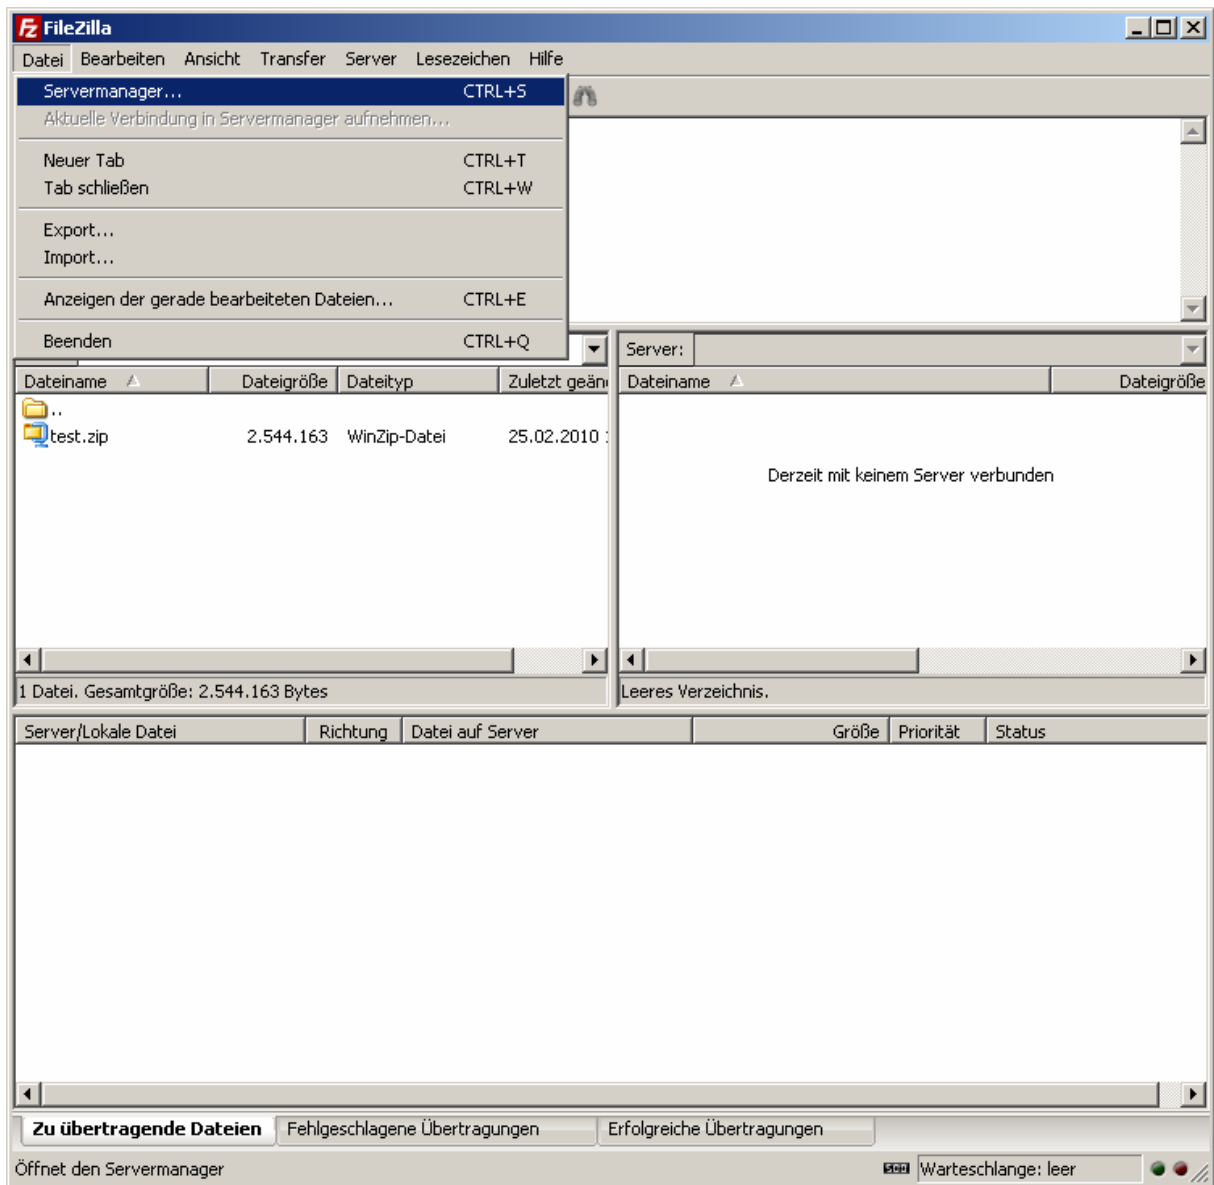 FileZilla
Datei Bearbeiten Ansicht Transfer Server Lesezeichen Hilfe
Servermanager... CTRL+S
Aktuelle Verbindung in Servermanager aufnehmen...
Neuer Tab CTRL+T
Tab schließen CTRL+W
Export...
Import...
Anzeigen der gerade bearbeiteten Dateien... CTRL+E
Beenden CTRL+Q
Server:
Dateiname Dateigröße Dateityp Zuletzt geän
Dateiname Dateigröße
..
test.zip 2.544.163 WinZip-Datei 25.02.2010
Derzeit mit keinem Server verbunden
1 Datei. Gesamtgröße: 2.544.163 Bytes
Leeres Verzeichnis.
Server/Lokale Datei Richtung Datei auf Server Größe Priorität Status
Zu übertragende Dateien Fehlgeschlagene Übertragungen Erfolgreiche Übertragungen
Öffnet den Servermanager
Warteschlange: leer